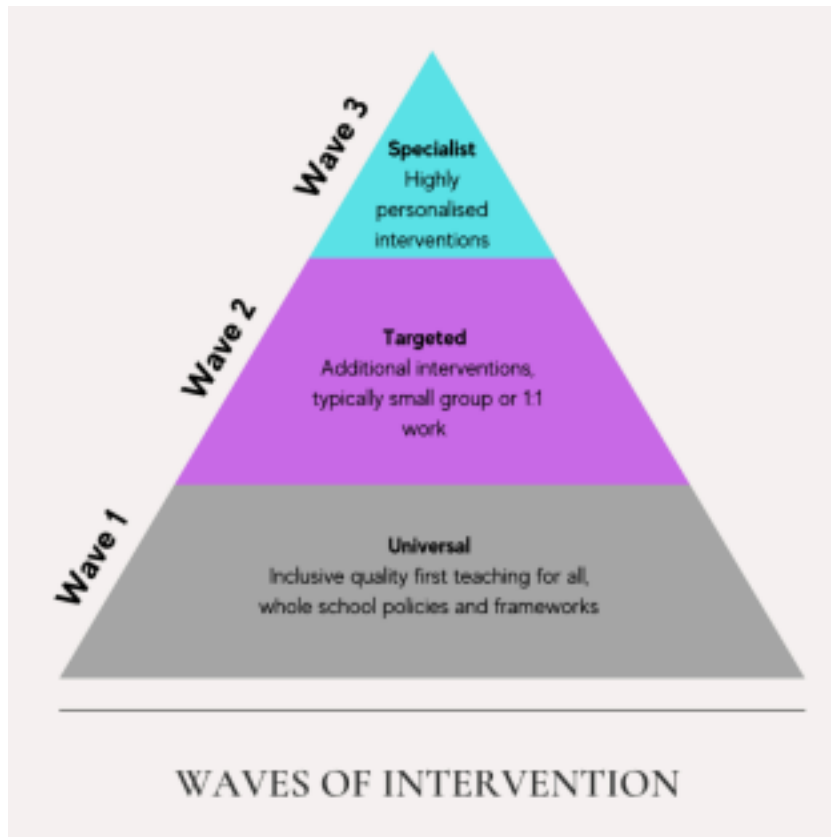 Wave 3
Specialist
Highly
personalised
interventions
Wave 2
Targeted
Additional interventions,
typically small group or 1:1
work
Wave 1
Universal
Inclusive quality first teaching for all,
whole school policies and frameworks
WAVES OF INTERVENTION